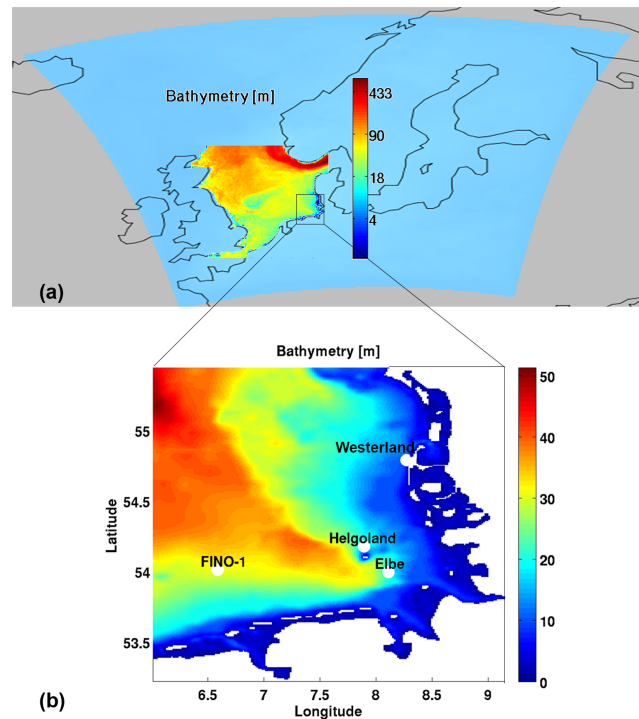 Bathymetry [m]
433
90
18
4
(a)
Bathymetry [m]
50
40
30
20
10
0
55
54.5
54
53.5
Latitude
Westerland
Helgoland
FINO-1
Elbe
6.5 7 7.5 8 8.5 9
Longitude
(b)